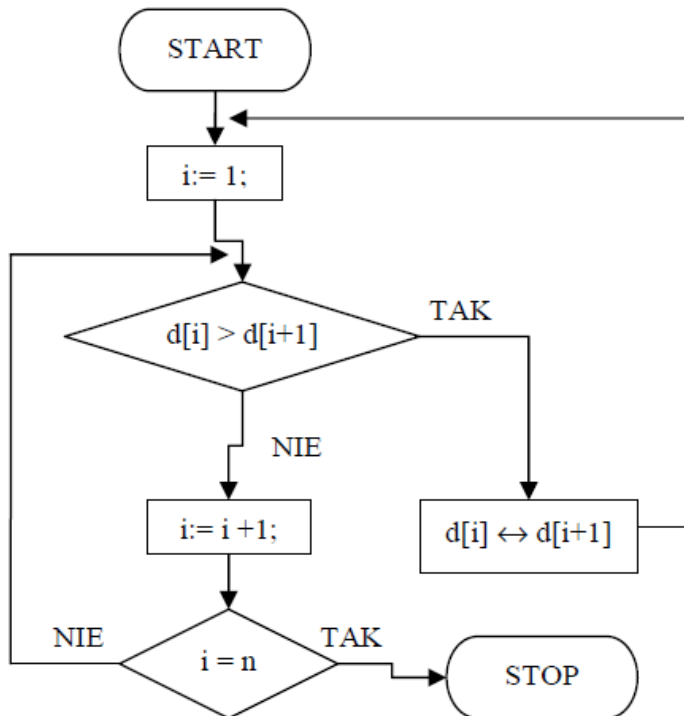 START
i:= 1;
d[i] > d[i+1]
TAK
NIE
i:= i +1;
d[i] ↔ d[i+1]
NIE
i = n
TAK
STOP